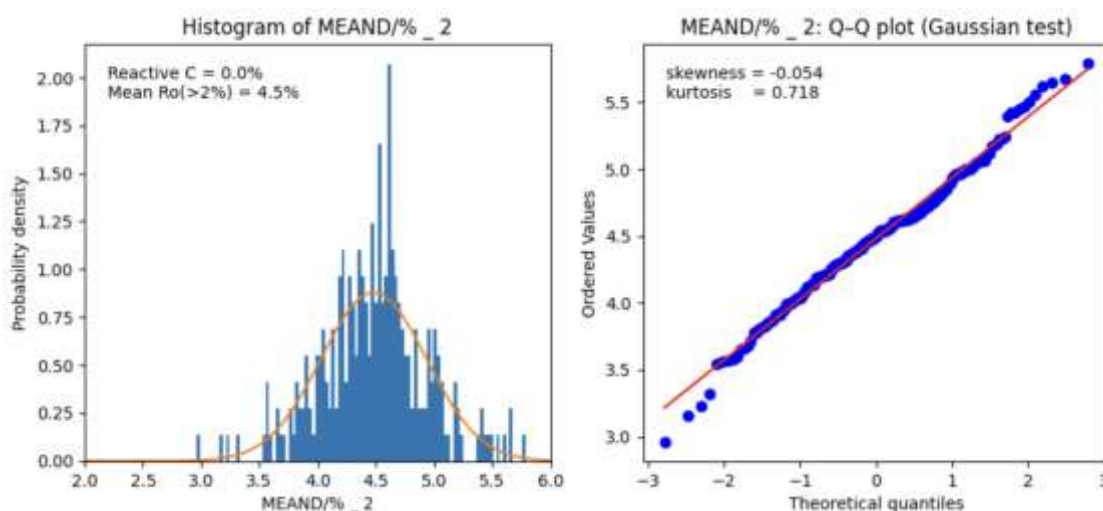 Histogram of MEAND/% _ 2
Reactive C = 0.0%
Mean Ro(>2%) = 4.5%
Probability density
2.00
1.75
1.50
1.25
1.00
0.75
0.50
0.25
0.00
2.0 2.5 3.0 3.5 4.0 4.5 5.0 5.5 6.0
MEAND/% _ 2
MEAND/% _ 2: Q–Q plot (Gaussian test)
skewness = -0.054
kurtosis = 0.718
Ordered Values
5.5
5.0
4.5
4.0
3.5
3.0
−3 −2 −1 0 1 2 3
Theoretical quantiles